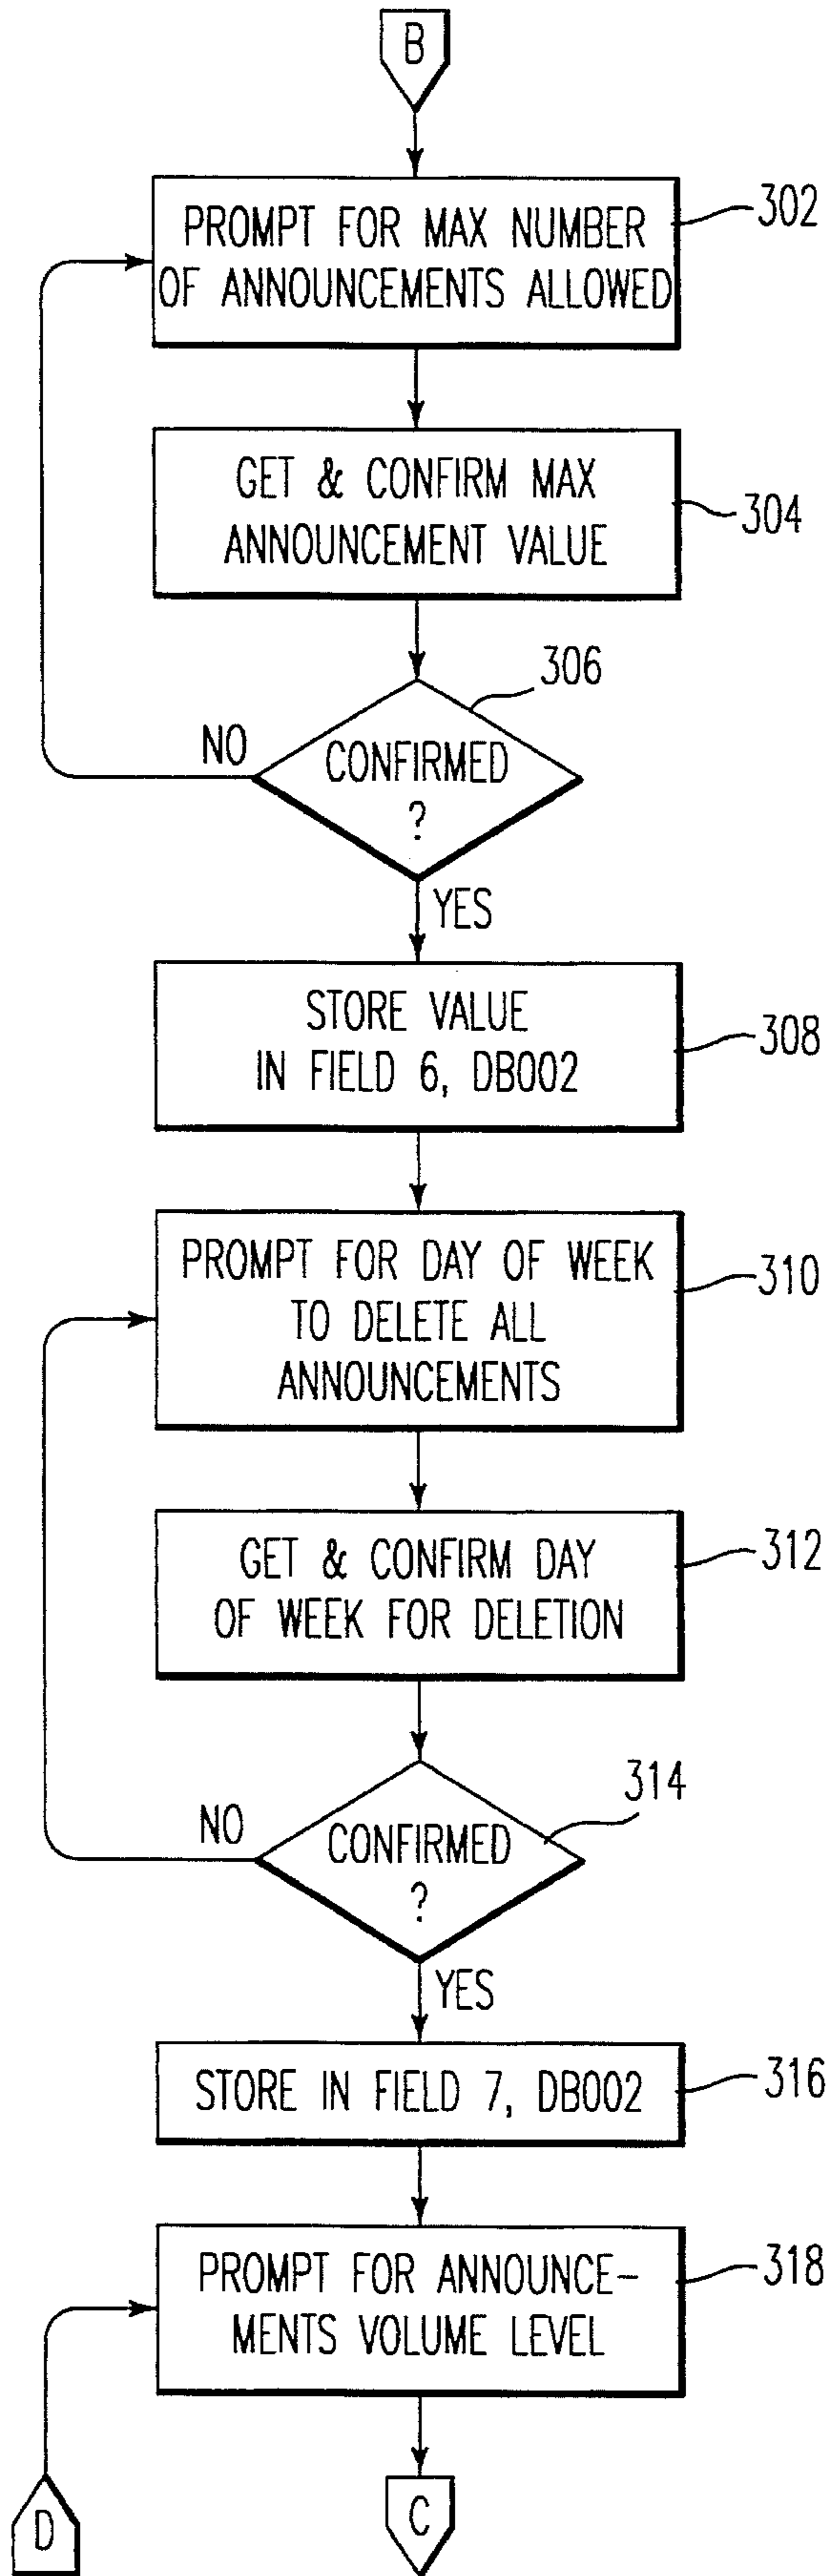 B
PROMPT FOR MAX NUMBER
OF ANNOUNCEMENTS ALLOWED
302
GET & CONFIRM MAX
ANNOUNCEMENT VALUE
304
306
CONFIRMED
?
NO
YES
STORE VALUE
IN FIELD 6, DB002
308
PROMPT FOR DAY OF WEEK
TO DELETE ALL
ANNOUNCEMENTS
310
GET & CONFIRM DAY
OF WEEK FOR DELETION
312
314
CONFIRMED
?
NO
YES
STORE IN FIELD 7, DB002
316
PROMPT FOR ANNOUNCE-
MENTS VOLUME LEVEL
318
D
C